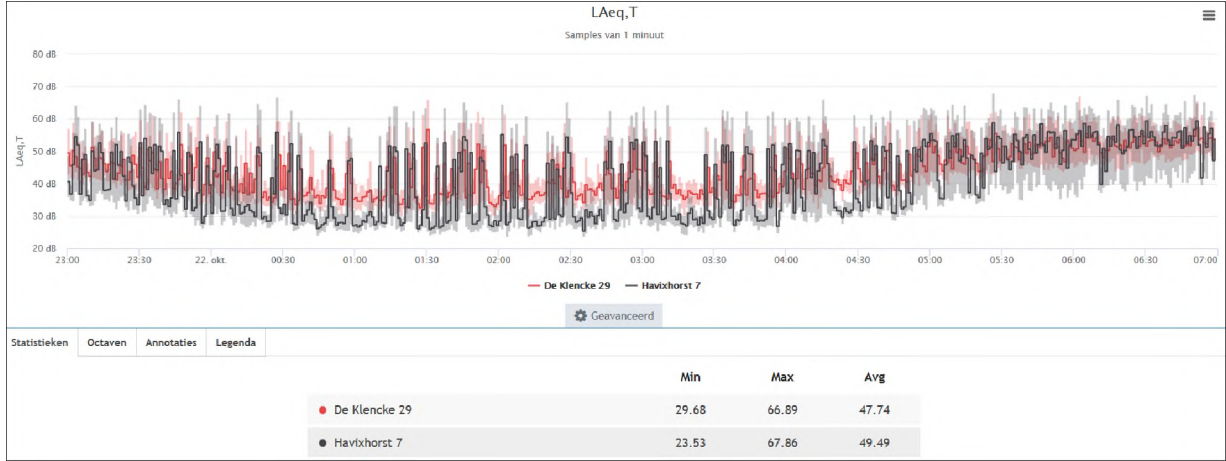 LAeq,T
Samples van 1 minuut
80 dB
70 dB
60 dB
50 dB
40 dB
30 dB
20 dB
LAeq,T
23:00 23:30 22. okt. 00:30 01:00 01:30 02:00 02:30 03:00 03:30 04:00 04:30 05:00 05:30 06:00 06:30 07:00
De Klencke 29 Havixhorst 7
Geavanceerd
Statistieken Octaven Annotaties Legenda
Min Max Avg
De Klencke 29 29.68 66.89 47.74
Havixhorst 7 23.53 67.86 49.49